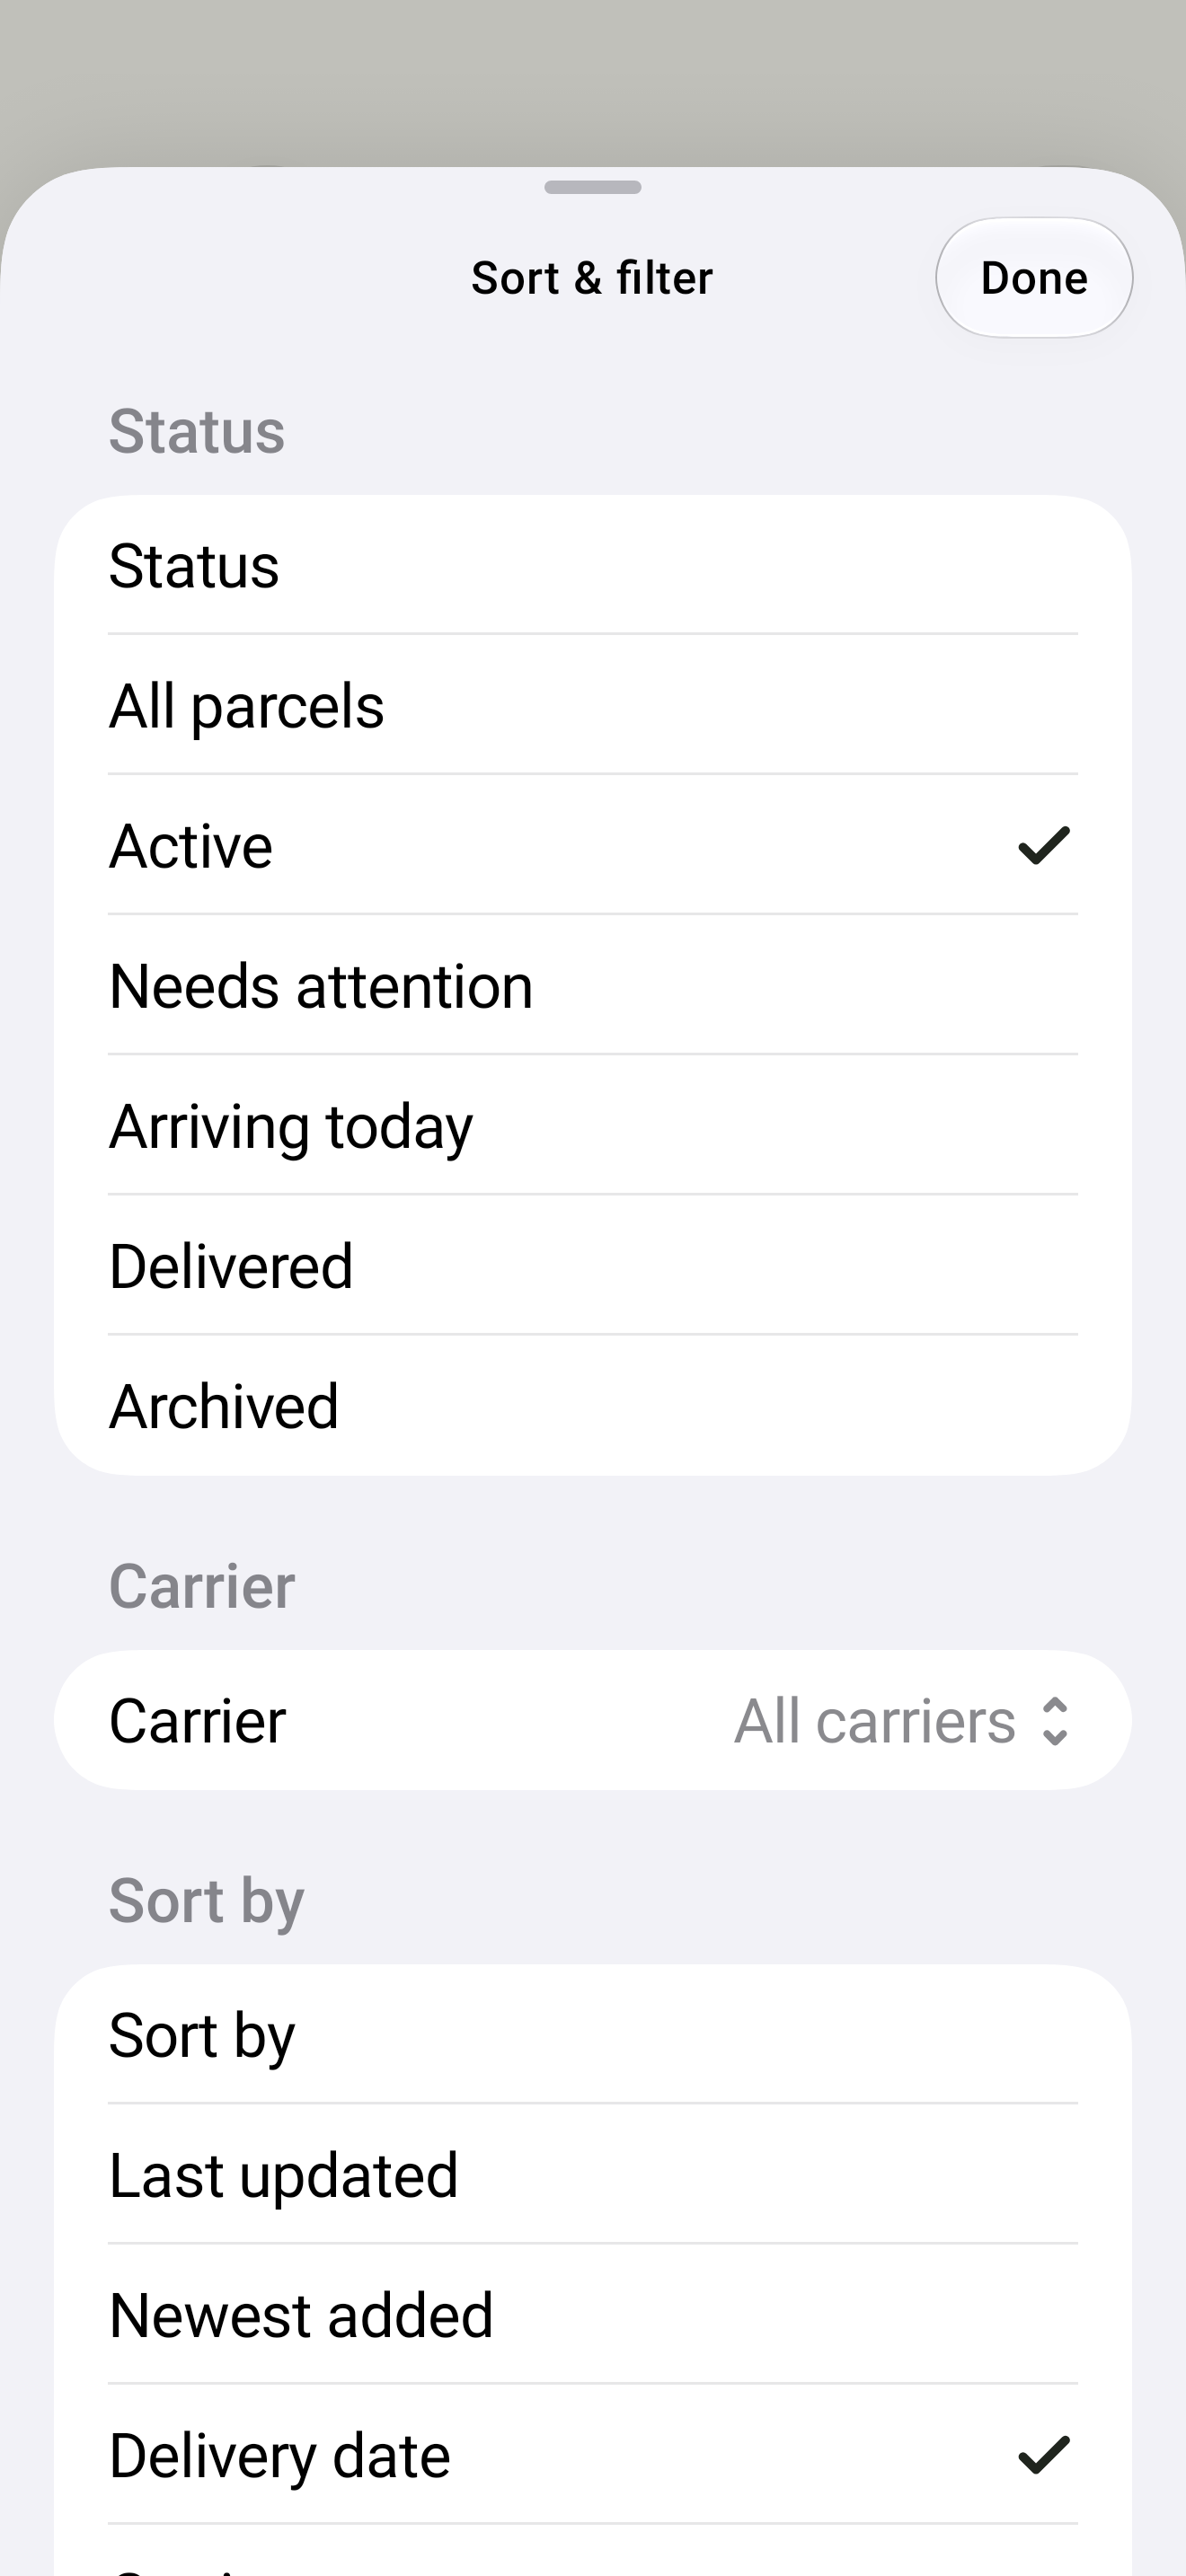 Sort & filter
Done
Status
Status
All parcels
Active
Needs attention
Arriving today
Delivered
Archived
Carrier
Carrier All carriers
Sort by
Sort by
Last updated
Newest added
Delivery date